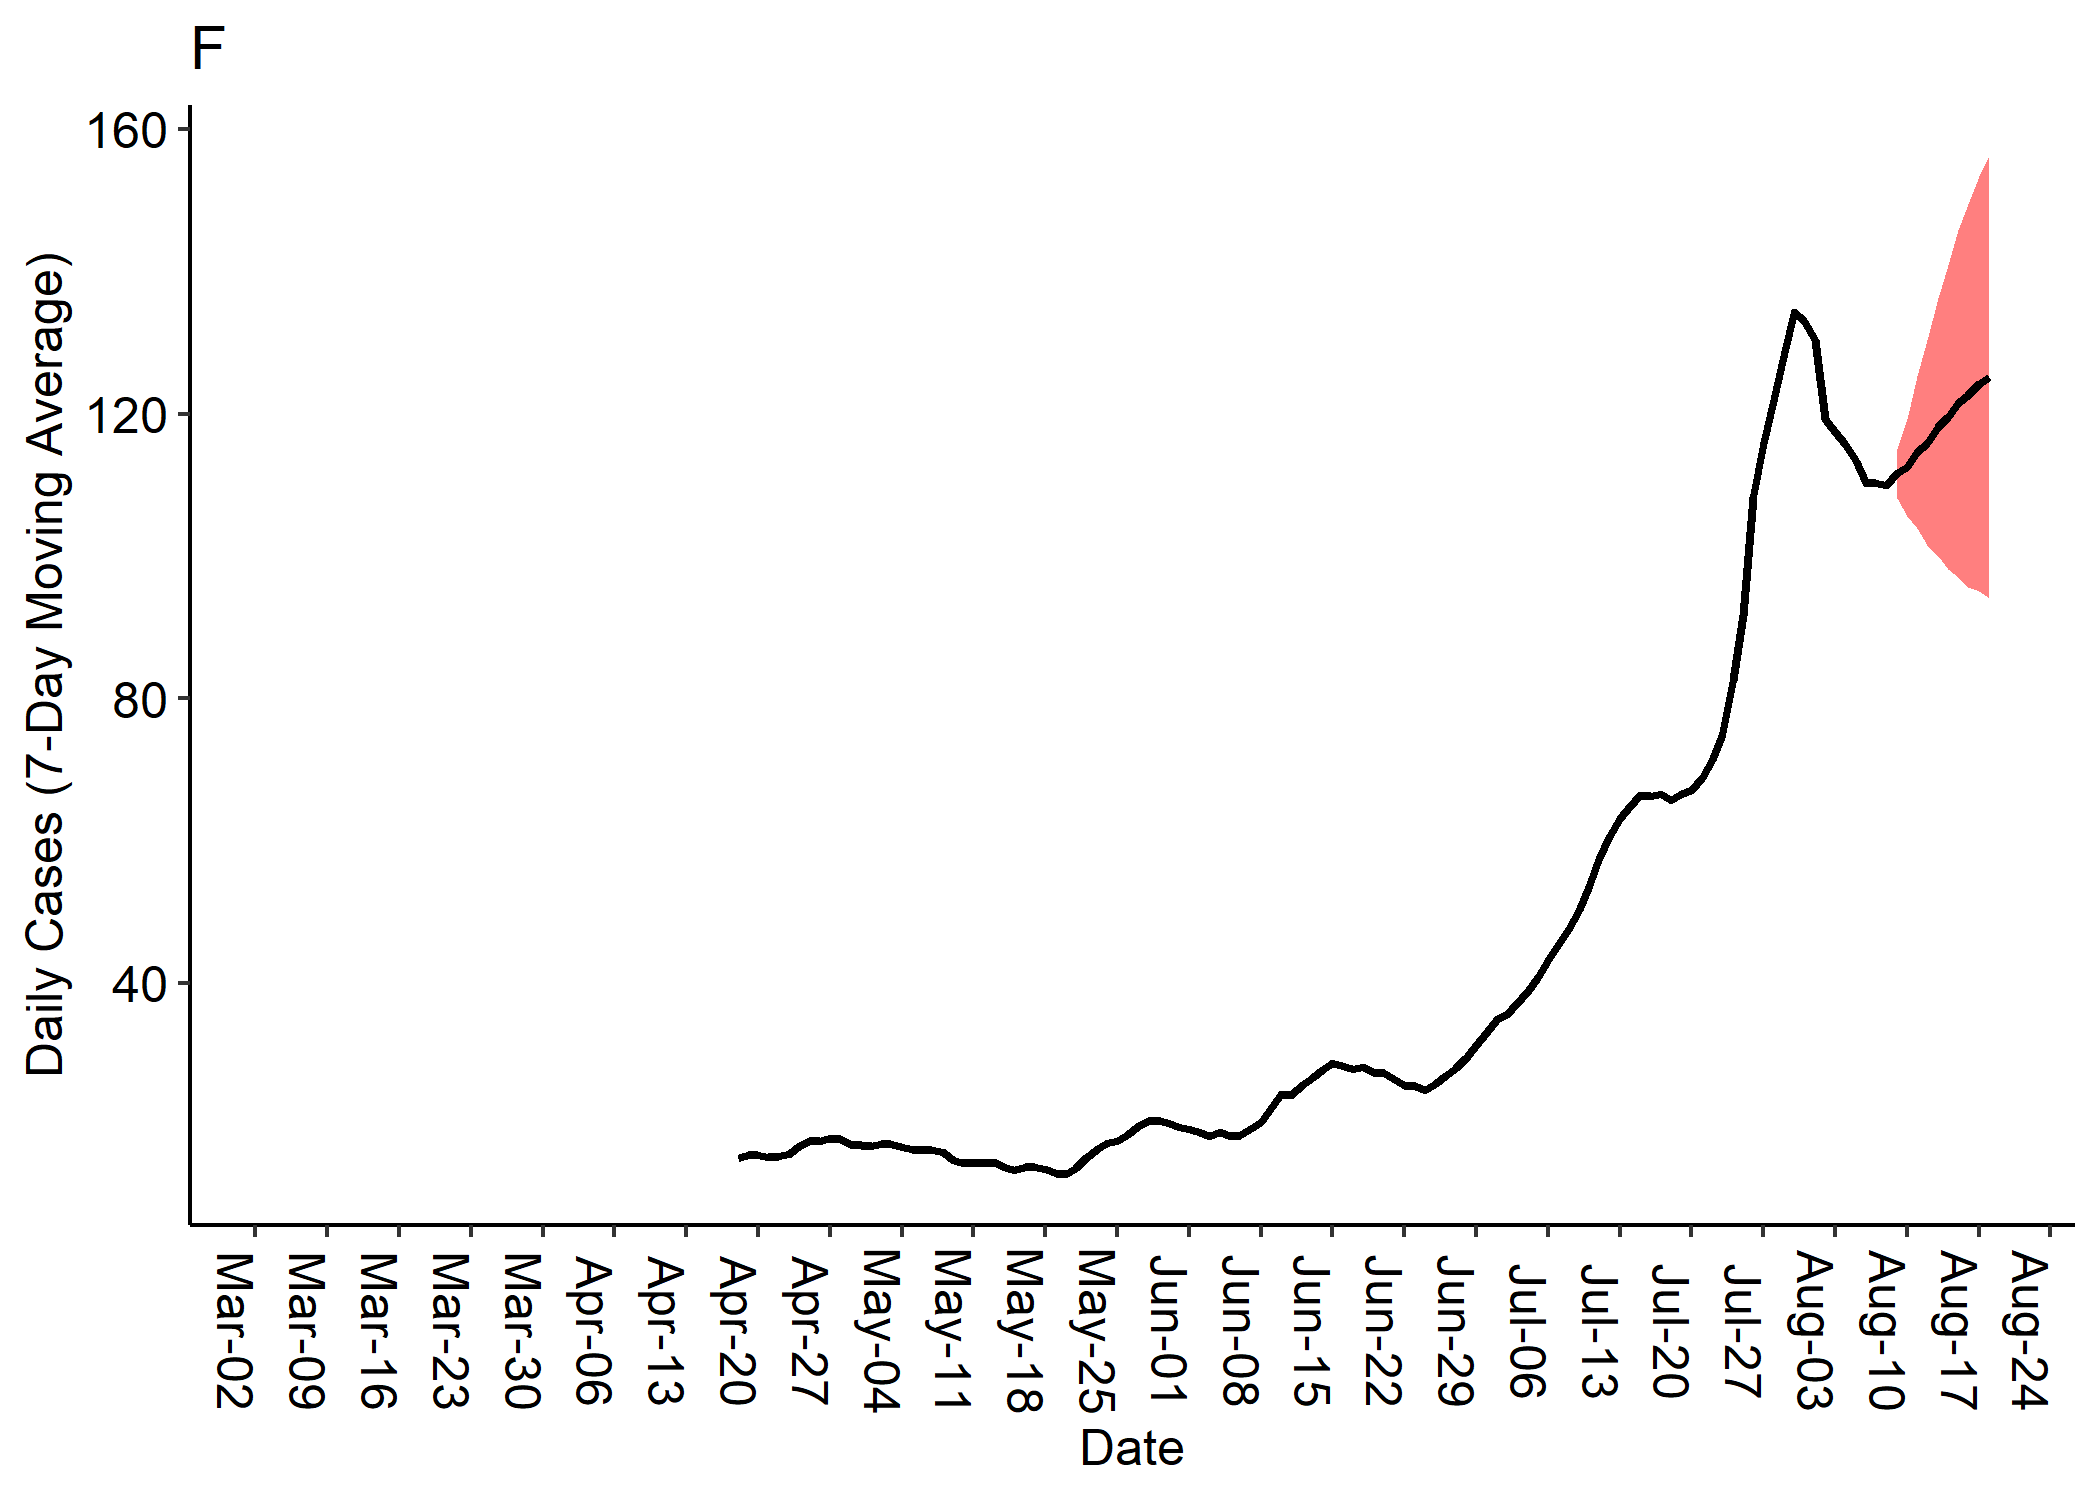 F
160
120
80
40
Daily Cases (7-Day Moving Average)
Mar-02
Mar-09
Mar-16
Mar-23
Mar-30
Apr-06
Apr-13
Apr-20
Apr-27
May-04
May-11
May-18
May-25
Jun-01
Jun-08
Jun-15
Jun-22
Jun-29
Jul-06
Jul-13
Jul-20
Jul-27
Aug-03
Aug-10
Aug-17
Aug-24
Date